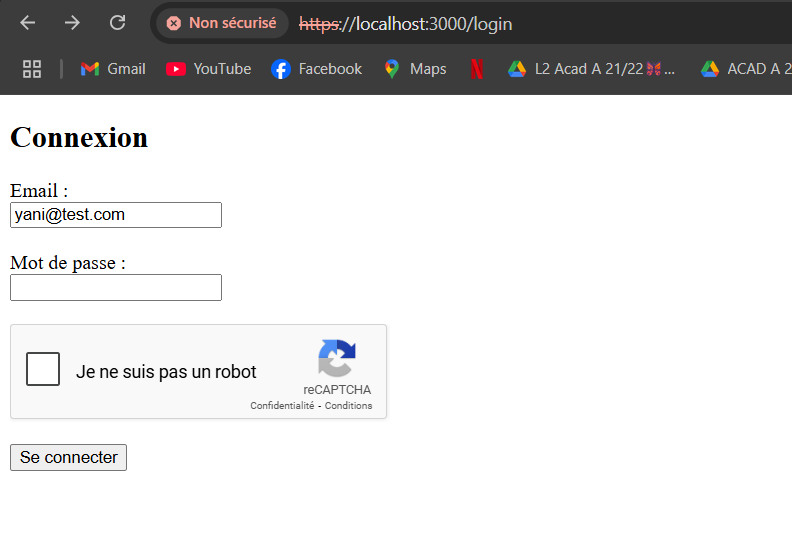 Non sécurisé https://localhost:3000/login
Gmail YouTube Facebook Maps L2 Acad A 21/22🦋... ACAD A 2
Connexion
Email :
yani@test.com
Mot de passe :
Je ne suis pas un robot
reCAPTCHA
Confidentialité - Conditions
Se connecter